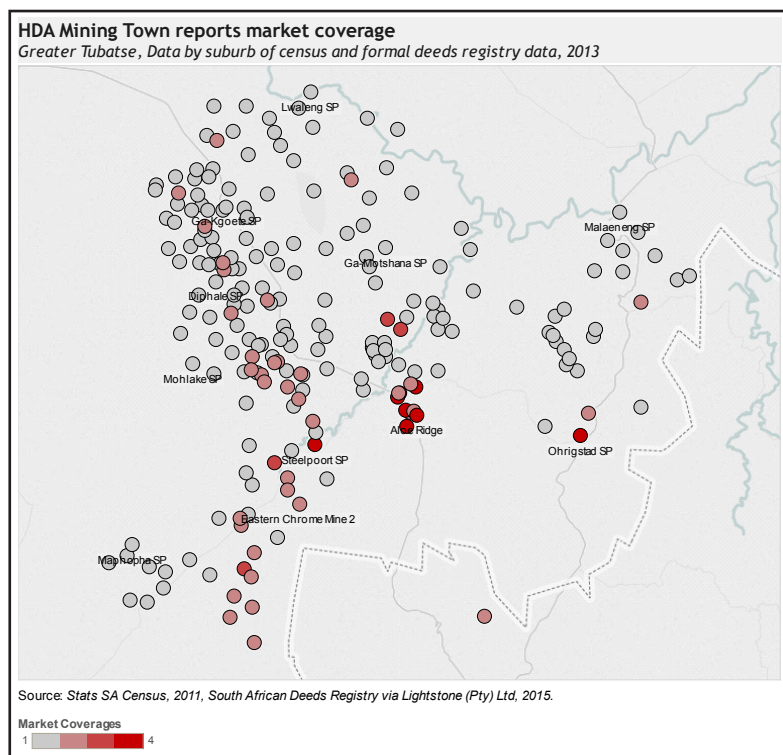 HDA Mining Town reports market coverage
Greater Tubatse, Data by suburb of census and formal deeds registry data, 2013
Lwaleng SP
Ga-Kgoete SP
Malaeneng SP
Ga-Motshana SP
Diphale SP
Mohlake SP
Aloe Ridge
Ohrigstad SP
Steelpoort SP
Eastern Chrome Mine 2
Maphopha SP
Source: Stats SA Census, 2011, South African Deeds Registry via Lightstone (Pty) Ltd, 2015.
Market Coverages
1 4